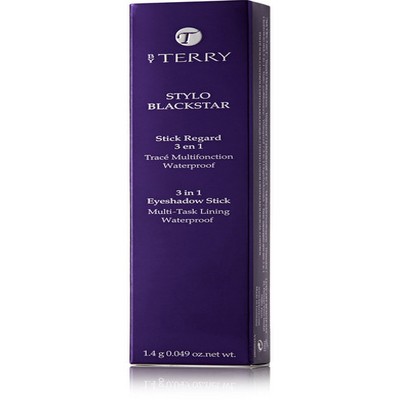 BY TERRY
STYLO
BLACKSTAR
Stick Regard
3 en 1
Tracé Multifonction
Waterproof
3 in 1
Eyeshadow Stick
Multi-Task Lining
Waterproof
1.4 g 0.049 oz.net wt.